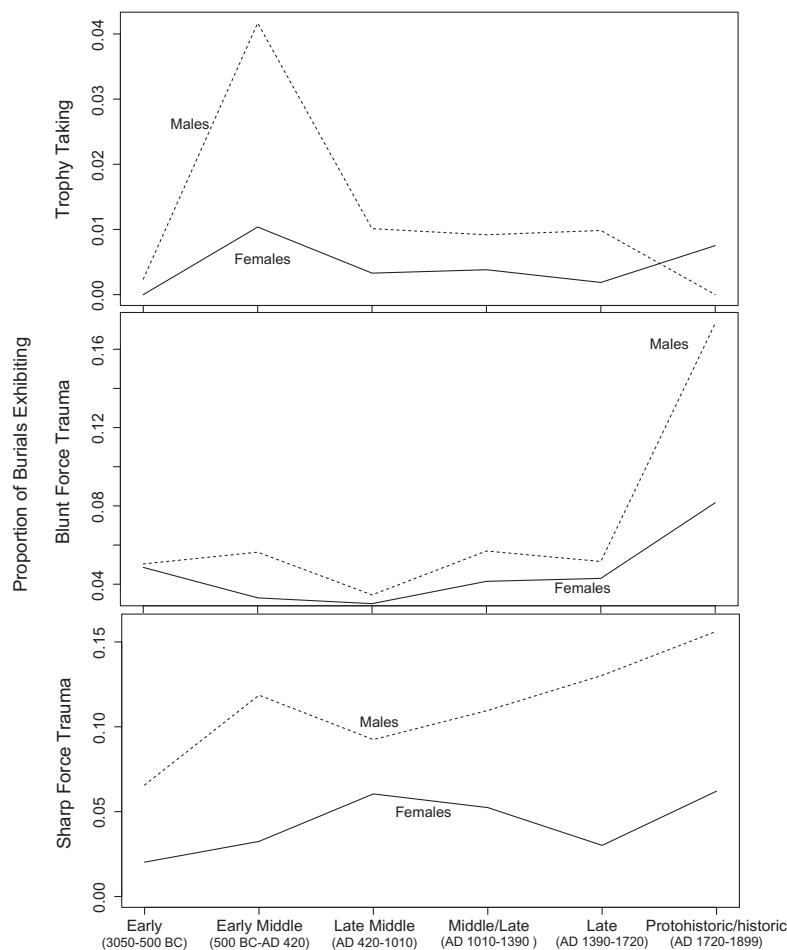 Proportion of Burials Exhibiting
Trophy Taking
0.04
0.03
0.02
0.01
0.00
Males
Females
Blunt Force Trauma
0.16
0.12
0.08
0.04
Males
Females
Sharp Force Trauma
0.15
0.10
0.05
0.00
Males
Females
Early
(3050-500 BC)
Early Middle
(500 BC-AD 420)
Late Middle
(AD 420-1010)
Middle/Late
(AD 1010-1390 )
Late
(AD 1390-1720)
Protohistoric/historic
(AD 1720-1899)